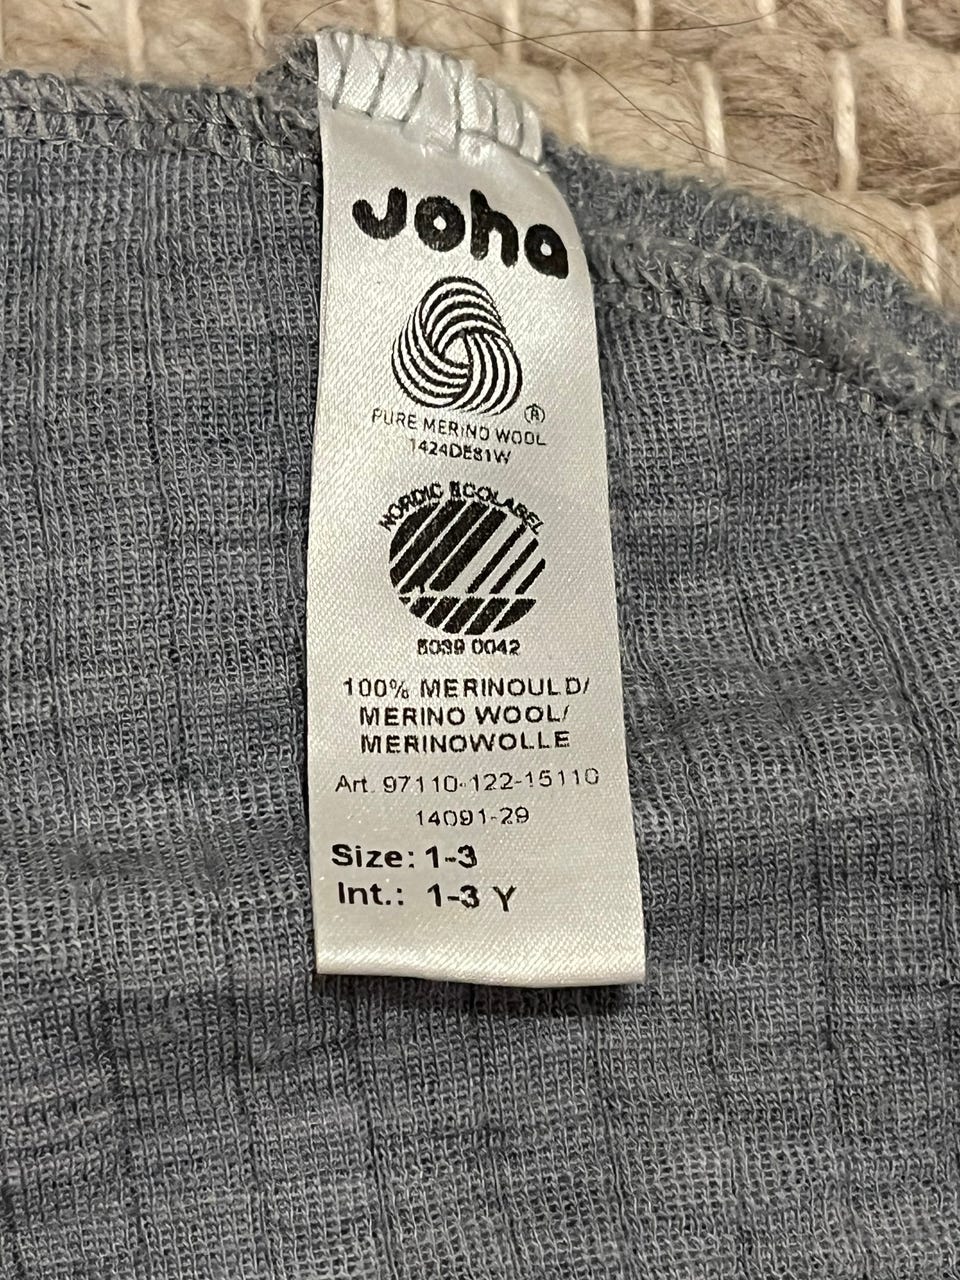 Joha
®
PURE MERINO WOOL
1424DE81W
NORDIC ECOLABEL
5039 0042
100% MERINOULD/
MERINO WOOL/
MERINOWOLLE
Art. 97110-122-15110
14091-29
Size: 1-3
Int.: 1-3 Y